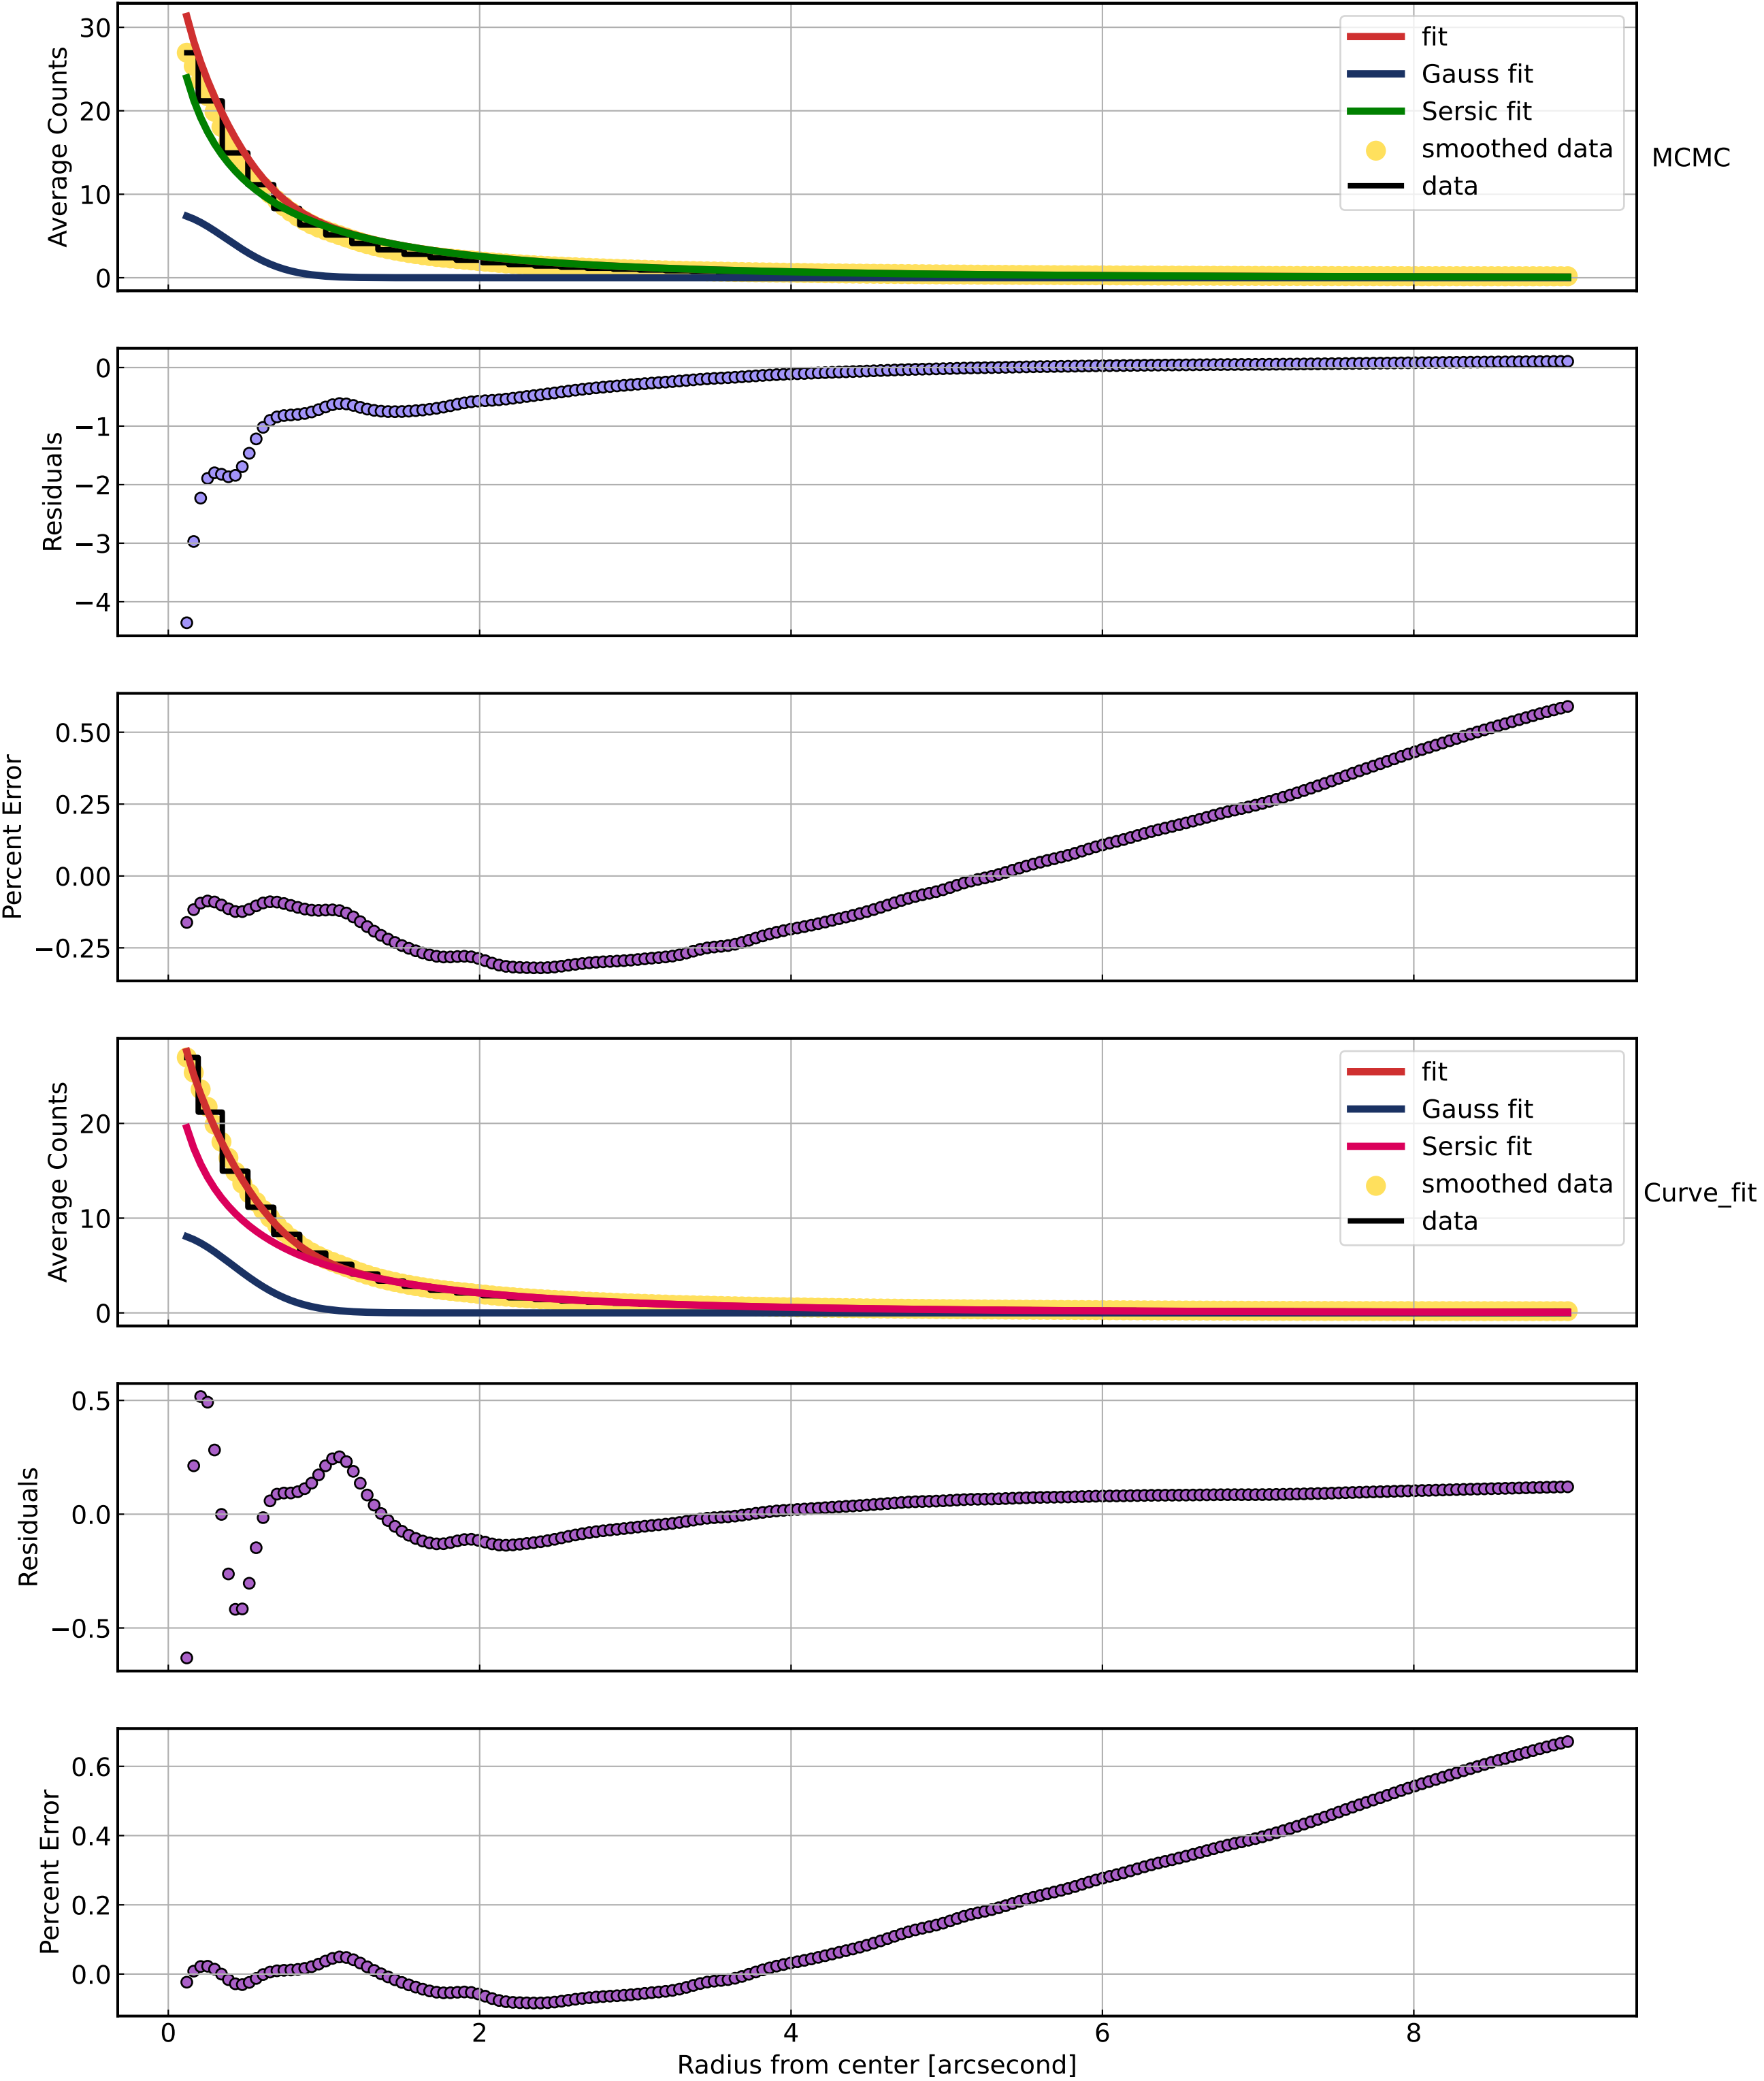 30
20
10
0
Average Counts
fit
Gauss fit
Sersic fit
smoothed data
data
MCMC
0
−1
−2
−3
−4
Residuals
0.50
0.25
0.00
−0.25
Percent Error
20
10
0
Average Counts
fit
Gauss fit
Sersic fit
smoothed data
data
Curve_fit
0.5
0.0
−0.5
Residuals
0.6
0.4
0.2
0.0
Percent Error
0 2 4 6 8
Radius from center [arcsecond]